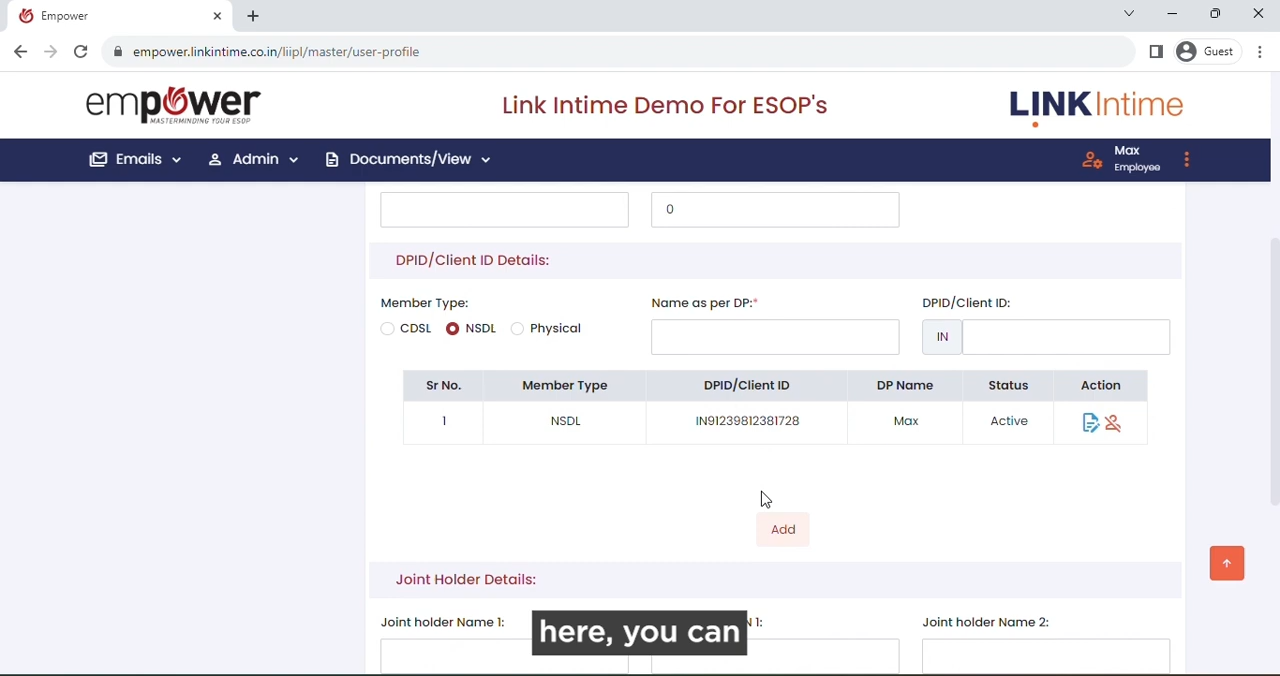 Empower
empower.linkintime.co.in/liipl/master/user-profile
Guest
empower
MASTERMINDING YOUR ESOP
Link Intime Demo For ESOP's
LINKIntime
Emails
Admin
Documents/View
Max
Employee
0
DPID/Client ID Details:
Member Type:
Name as per DP:*
DPID/Client ID:
CDSL
NSDL
Physical
IN
Sr No. Member Type DPID/Client ID DP Name Status Action
1 NSDL IN91239812381728 Max Active
Add
Joint Holder Details:
Joint holder Name 1:
1:
Joint holder Name 2:
here, you can